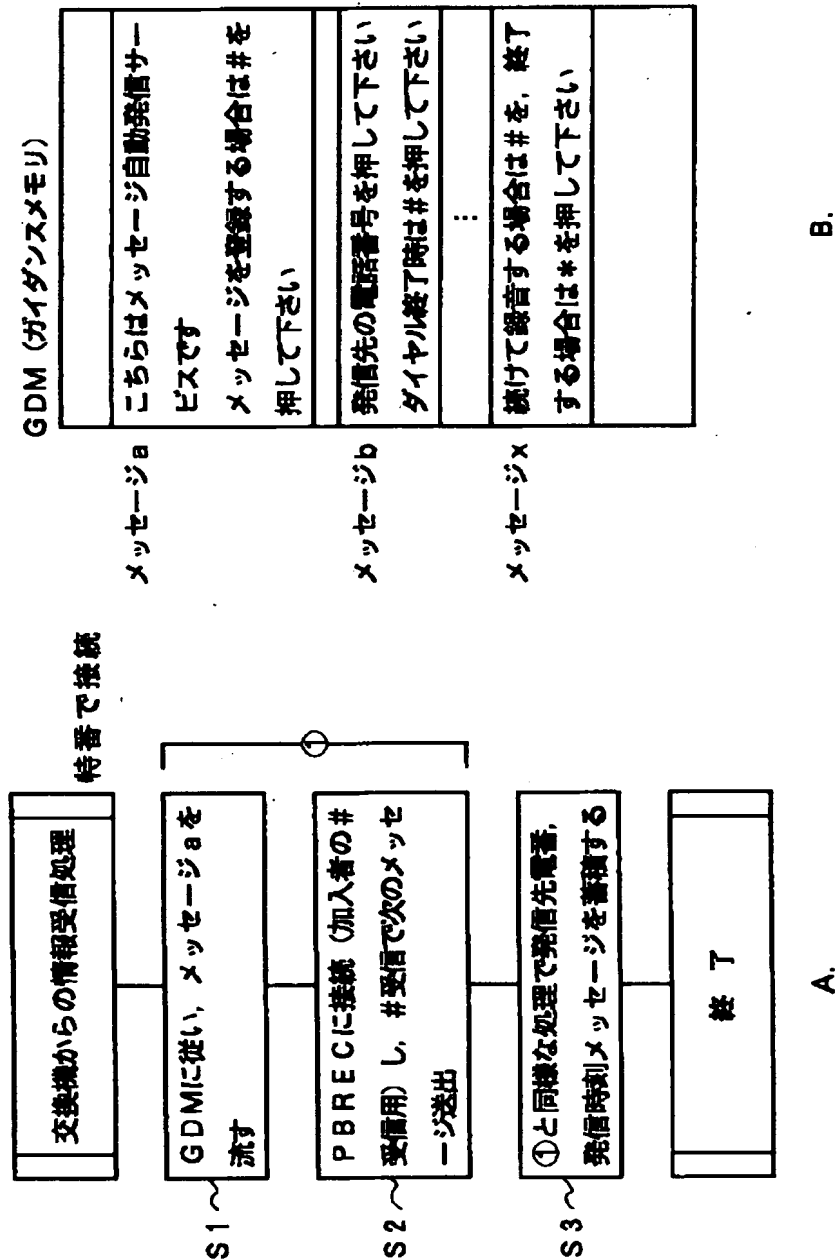 交換機からの情報受信処理
特番で接続
S1
GDMに従い,メッセージaを
流す
S2
PBRECに接続(加入者の#
受信用)し,#受信で次のメッセ
ージ送出
①
S3
①と同様な処理で発信先電番,
発信時刻メッセージを蓄積する
終了
A.
GDM(ガイダンスメモリ)
メッセージa
こちらはメッセージ自動発信サー
ビスです
メッセージを登録する場合は#を
押して下さい
メッセージb
発信先の電話番号を押して下さい
ダイヤル終了時は#を押して下さい
⋮
メッセージx
続けて録音する場合は#を,終了
する場合は*を押して下さい
B.